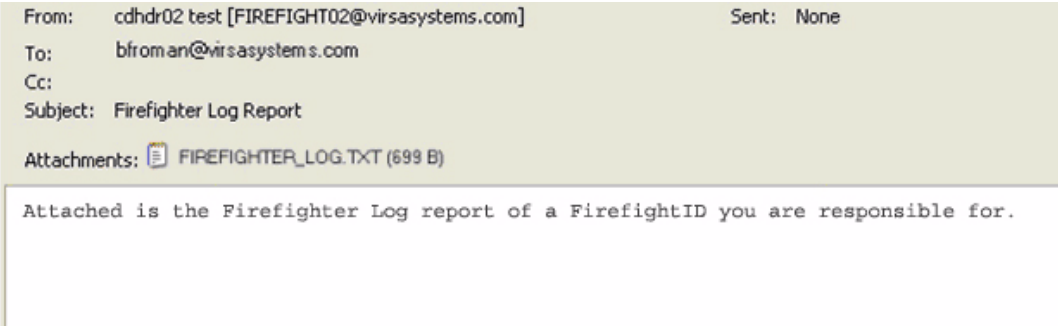 From: cdhdr02 test [FIREFIGHT02@virsasystems.com] Sent: None
To: bfroman@virsasystems.com
Cc:
Subject: Firefighter Log Report
Attachments: FIREFIGHTER_LOG.TXT (699 B)
Attached is the Firefighter Log report of a FirefightID you are responsible for.